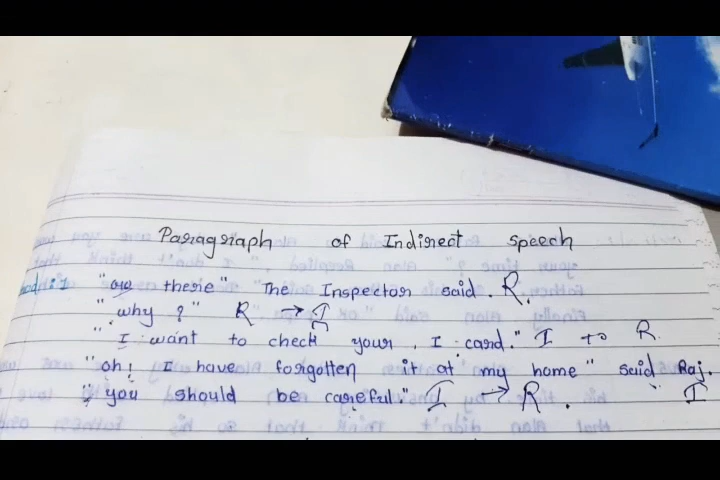 Paragraph of Indirect speech
"are there" The Inspector said. R.
"why ?" R → I
"I want to check your I card." I to R
"oh! I have forgotten it at my home" said Raj.
"you should be careful." I → R. I